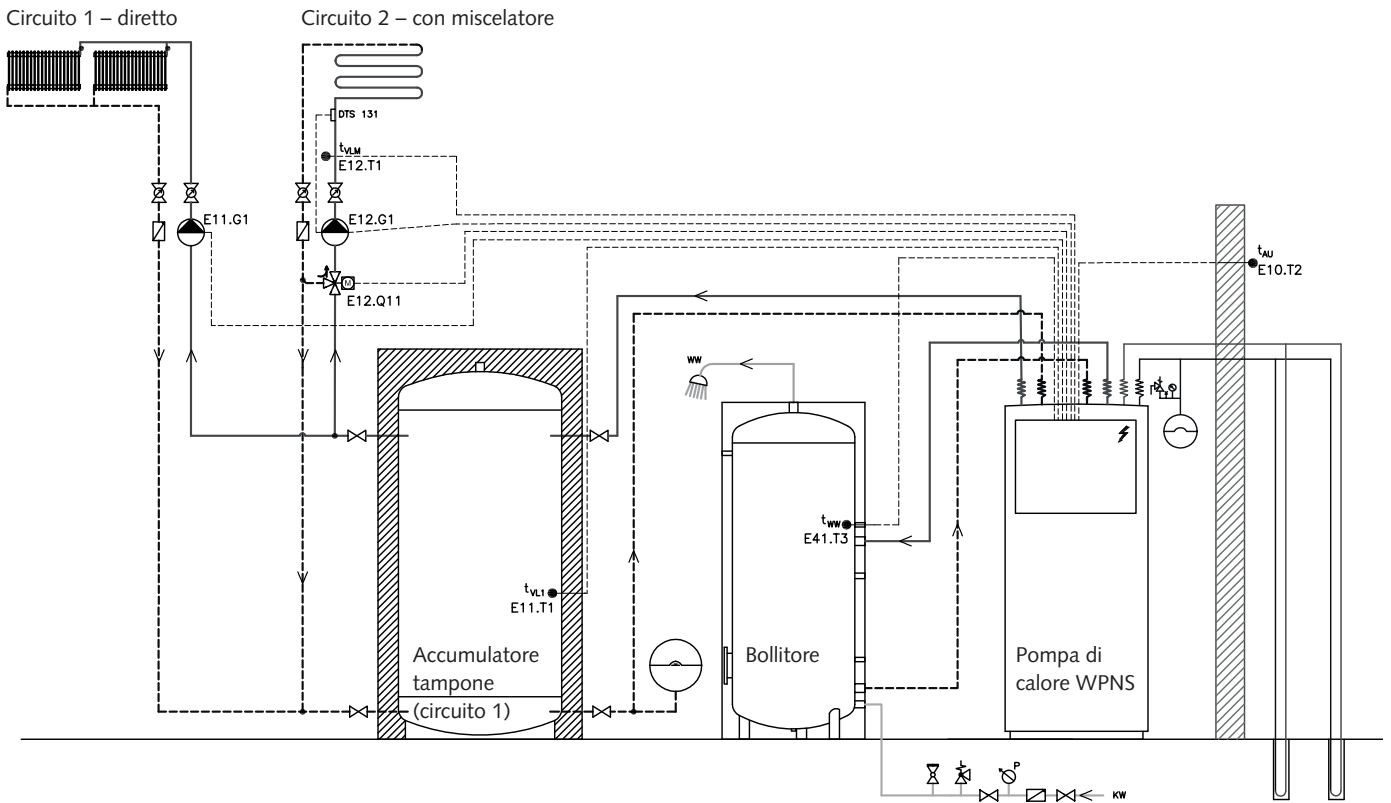 Circuito 1 – diretto
Circuito 2 – con miscelatore
DTS 131
tVLM
E12.T1
E11.G1
E12.G1
M
E12.Q11
tAU
E10.T2
WW
tWW
E41.T3
tVL1
E11.T1
Accumulatore
tampone
(circuito 1)
Bollitore
Pompa di
calore WPNS
P
KW